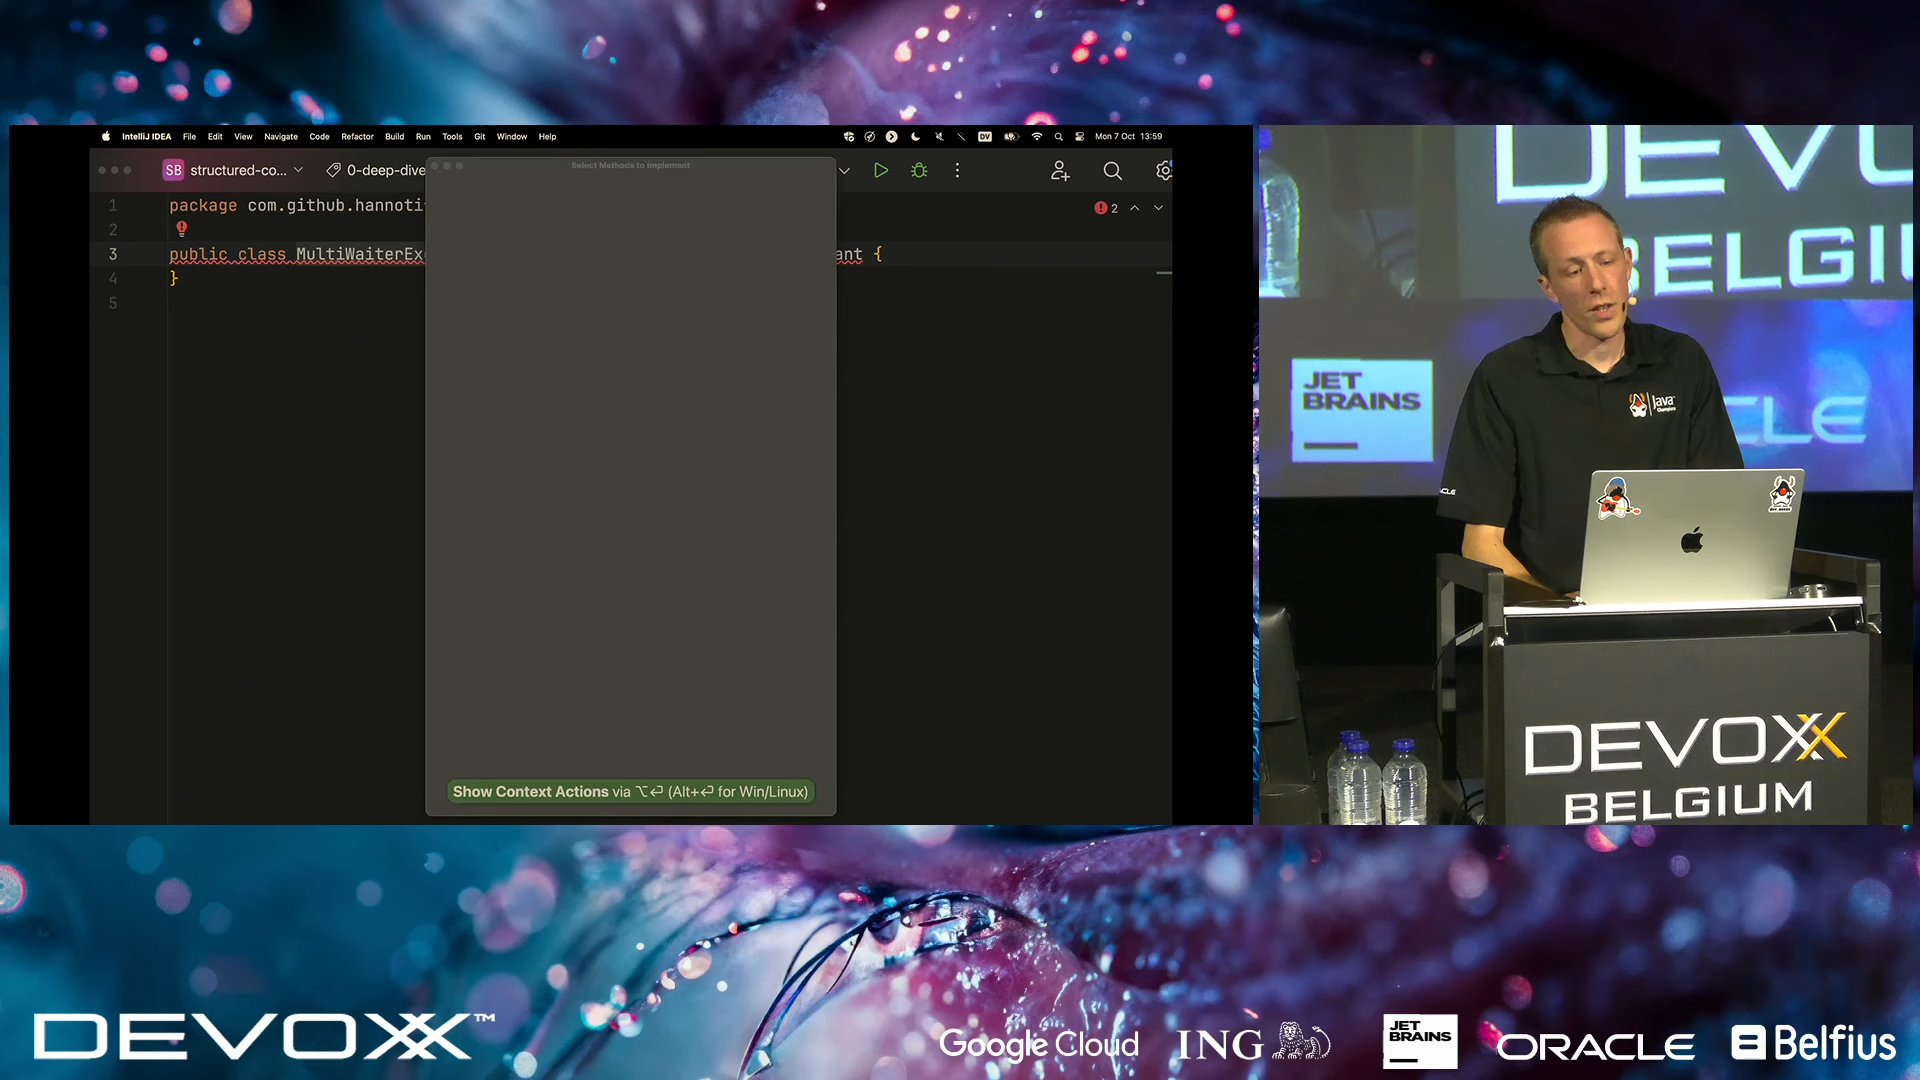 IntelliJ IDEA File Edit View Navigate Code Refactor Build Run Tools Git Window Help
DV
Mon 7 Oct 13:59
SB structured-co...
0-deep-dive
Select Methods to Implement
1 package com.github.hannoti
2
2
3 public class MultiWaiterEx
ant {
4 }
5
Show Context Actions via ⌥⏎ (Alt+⏎ for Win/Linux)
DEVO
BELGI
JET
BRAINS
CLE
Java
Champions
DEVOXX
BELGIUM
DEVOXX™
Google Cloud
ING
JET
BRAINS
ORACLE
Belfius